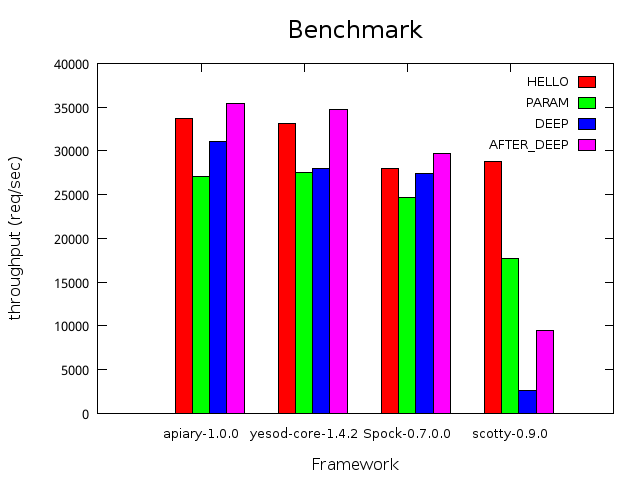 Benchmark
40000
35000
30000
25000
20000
15000
10000
5000
0
throughput (req/sec)
HELLO
PARAM
DEEP
AFTER_DEEP
apiary-1.0.0 yesod-core-1.4.2 Spock-0.7.0.0 scotty-0.9.0
Framework